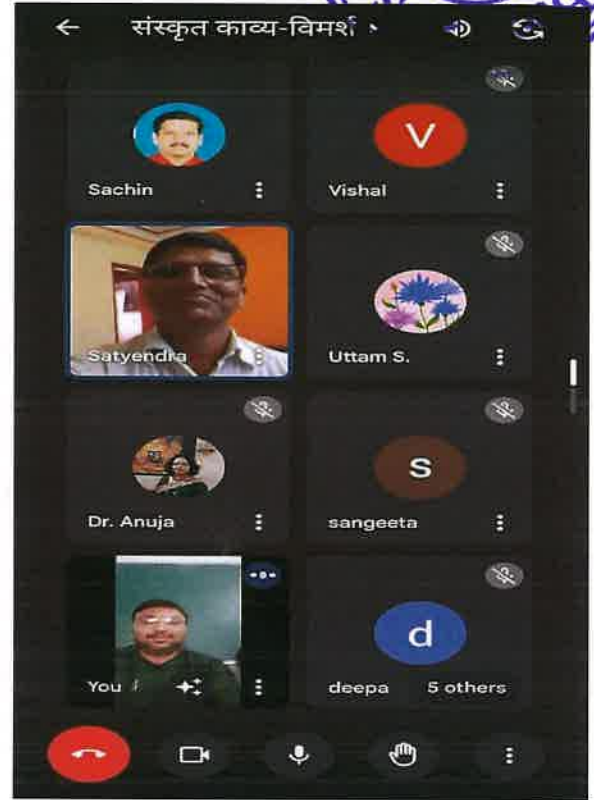 संस्कृत काव्य-विमर्श
V
Sachin
Vishal
Satyendra
Uttam S.
S
Dr. Anuja
sangeeta
d
You
deepa 5 others